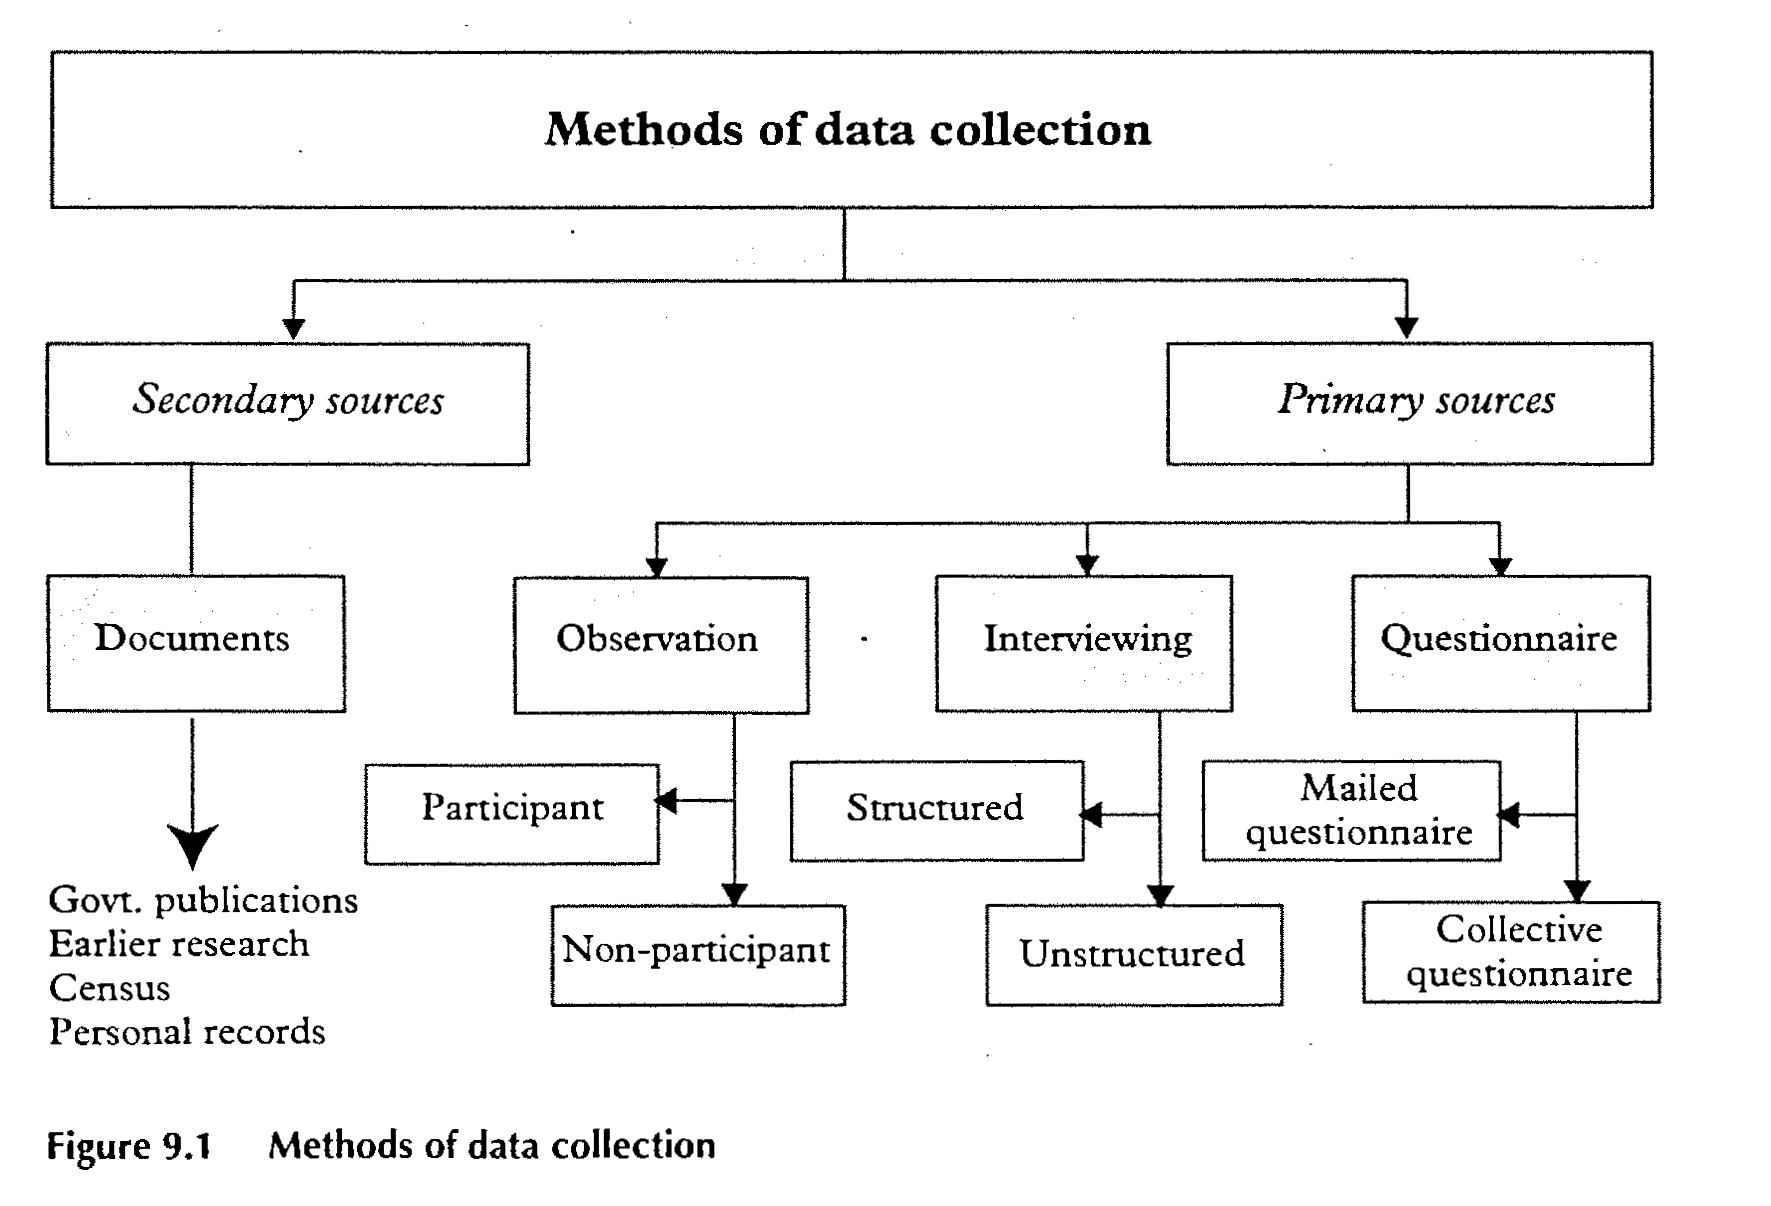 Methods of data collection
Secondary sources
Primary sources
Documents
Observation
Interviewing
Questionnaire
Participant
Structured
Mailed
questionnaire
Govt. publications
Earlier research
Census
Personal records
Non-participant
Unstructured
Collective
questionnaire
Figure 9.1 Methods of data collection